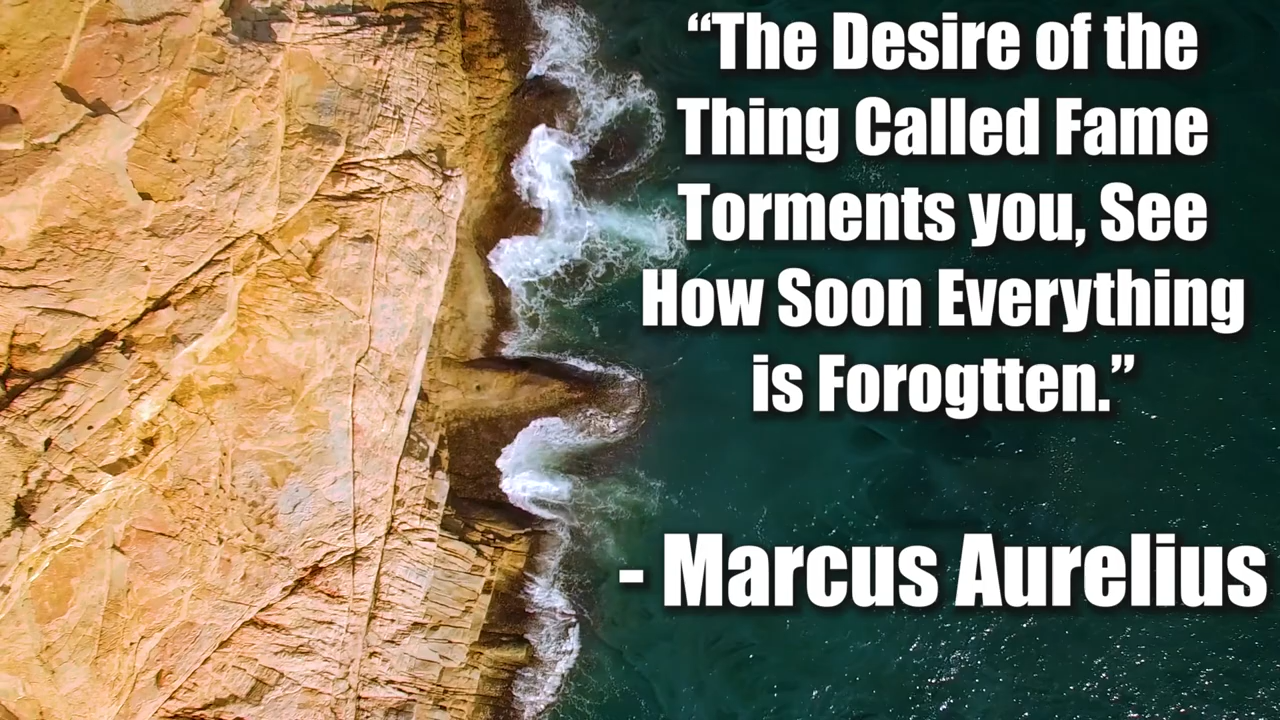 “The Desire of the
Thing Called Fame
Torments you, See
How Soon Everything
is Forogtten.”
- Marcus Aurelius